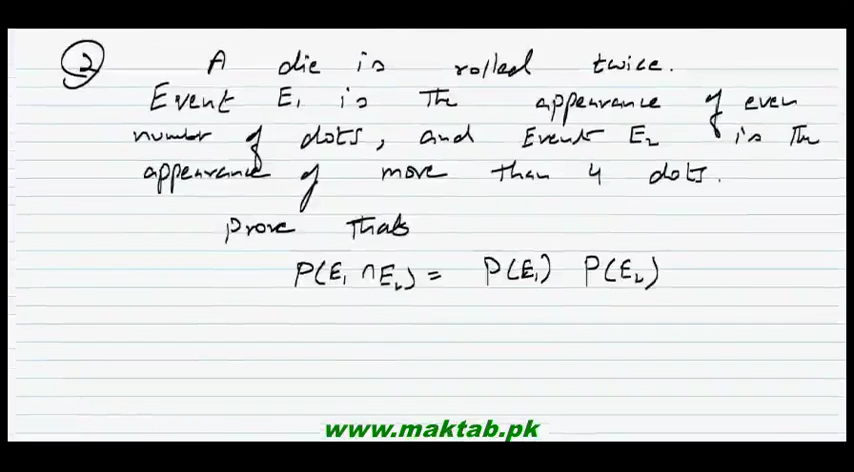 2 A die is rolled twice.
Event E₁ is the appearance of even
number of dots, and Event E₂ is the
appearance of more than 4 dots.
Prove that
P(E₁ ∩ E₂) = P(E₁) P(E₂)
www.maktab.pk